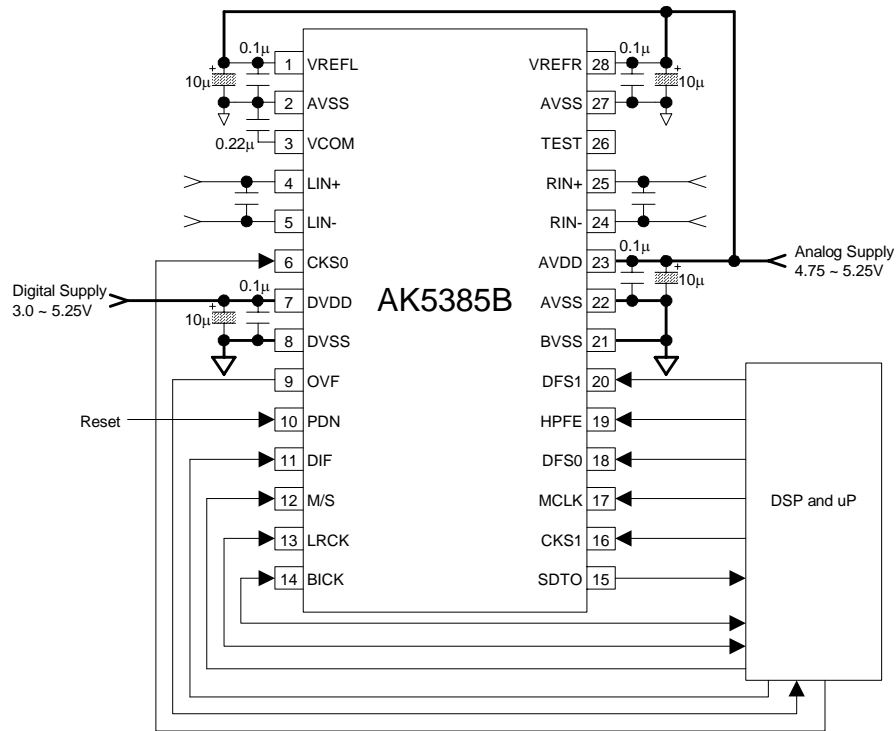 0.1μ
+
10μ
1 VREFL
2 AVSS
0.22μ
3 VCOM
4 LIN+
5 LIN-
6 CKS0
Digital Supply
3.0 ~ 5.25V
0.1μ
+
10μ
7 DVDD
8 DVSS
9 OVF
Reset
10 PDN
11 DIF
12 M/S
13 LRCK
14 BICK
AK5385B
0.1μ
+
10μ
VREFR 28
AVSS 27
TEST 26
RIN+ 25
RIN- 24
0.1μ
+
10μ
AVDD 23
Analog Supply
4.75 ~ 5.25V
AVSS 22
BVSS 21
DFS1 20
HPFE 19
DFS0 18
MCLK 17
CKS1 16
SDTO 15
DSP and uP